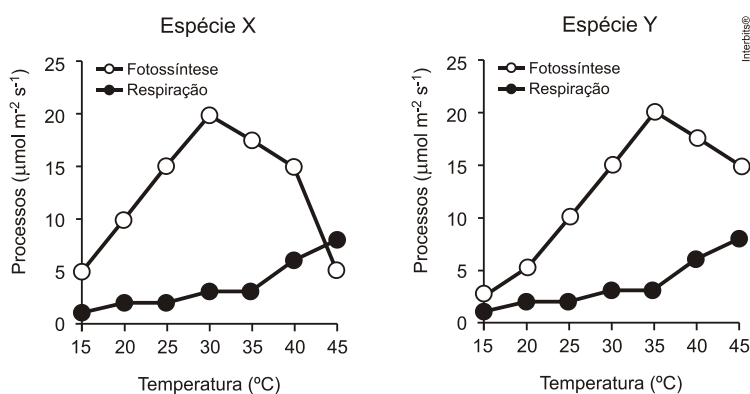 Espécie X
Processos (μmol m-2 s-1)
25
20
15
10
5
0
Fotossíntese
Respiração
15 20 25 30 35 40 45
Temperatura (ºC)
Espécie Y
Processos (μmol m-2 s-1)
25
20
15
10
5
0
Fotossíntese
Respiração
15 20 25 30 35 40 45
Temperatura (ºC)
Interbits®